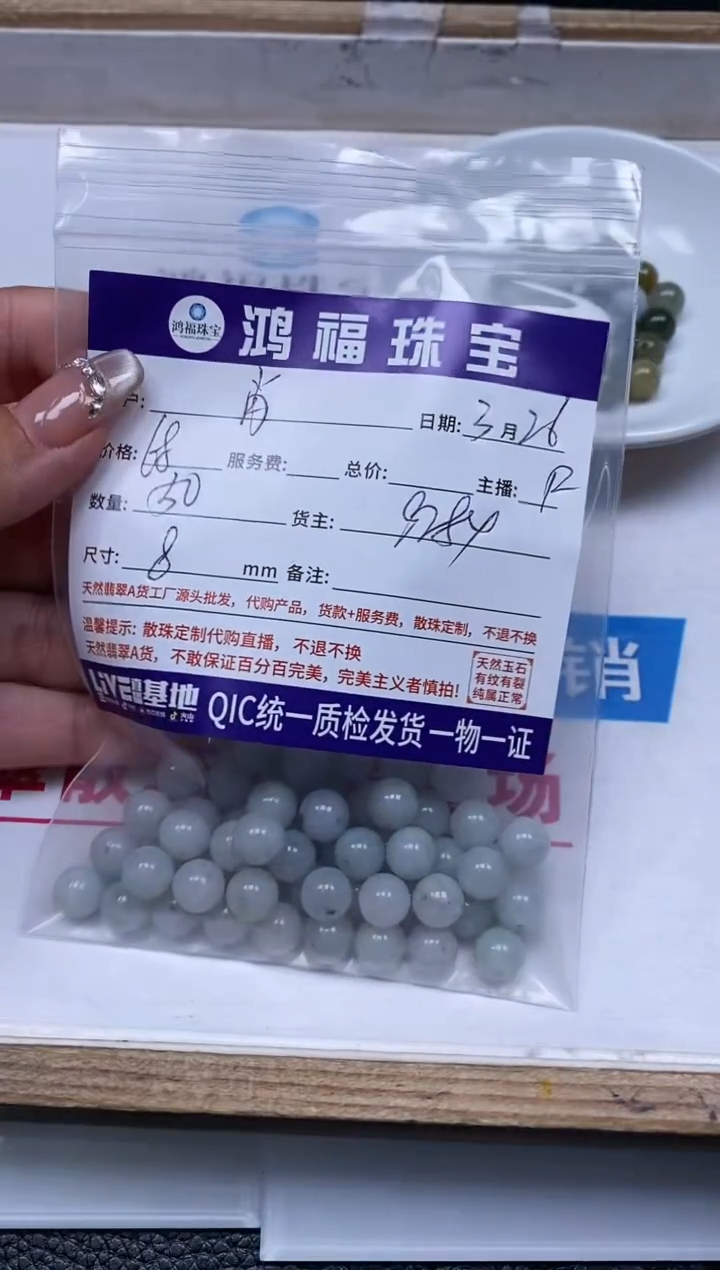 鸿福珠宝
鸿福珠宝
户: 肖 日期: 3月26
价格: 服务费: 总价: 主播:
数量: 50 货主:
尺寸: 8 mm 备注:
天然翡翠A货工厂源头批发，代购产品，货款+服务费，散珠定制，不退不换
温馨提示: 散珠定制代购直播，不退不换
天然翡翠A货，不敢保证百分百完美，完美主义者慎拍!
天然玉石
有纹有裂
纯属正常
LIVE 基地 QIC统一质检发货一物一证
销
散
场